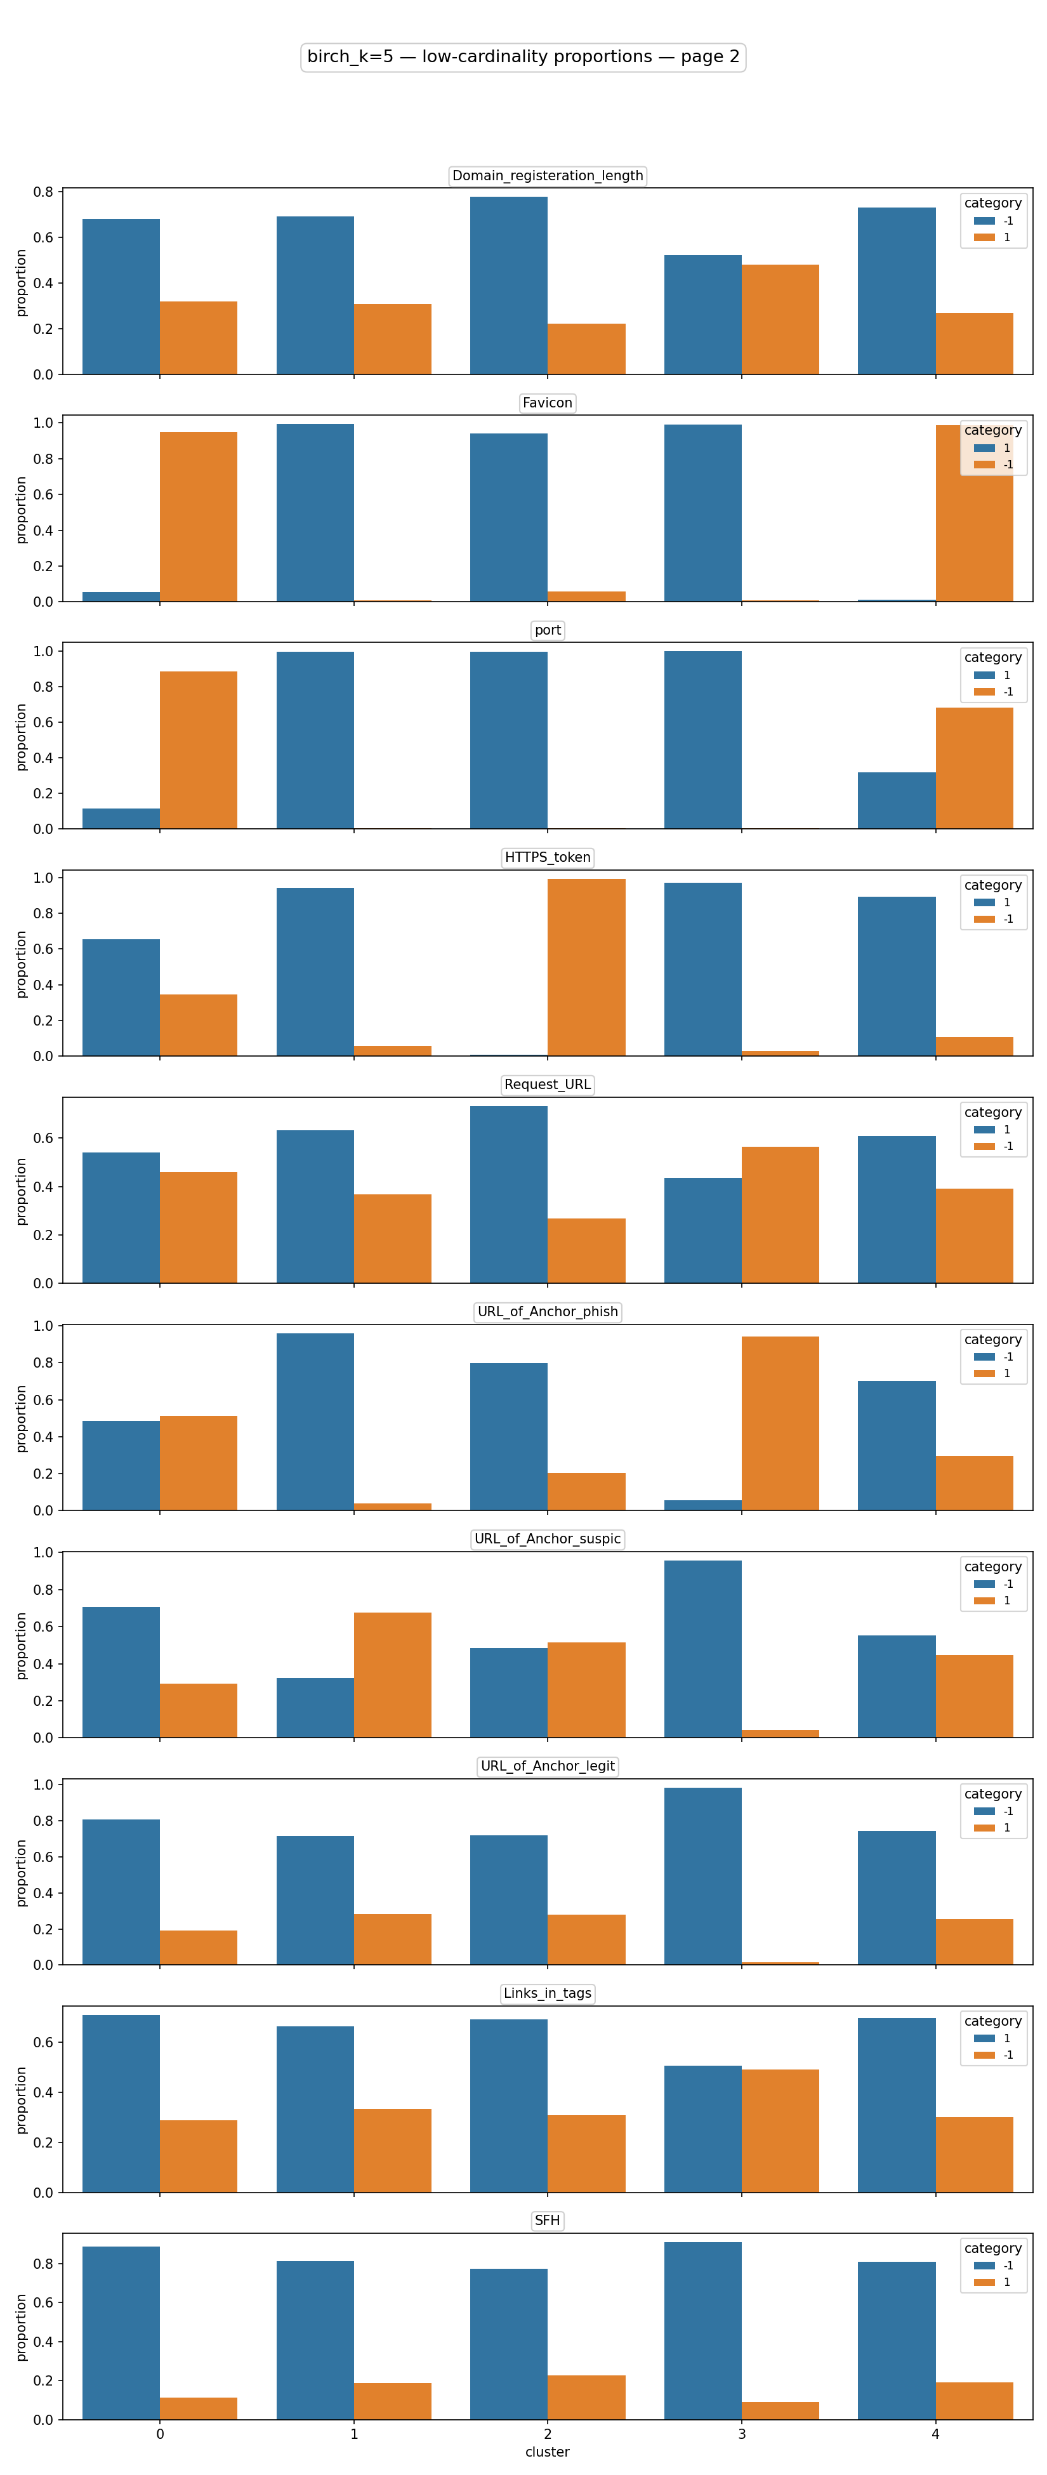 birch_k=5 — low-cardinality proportions — page 2
Domain_registeration_length
0.8
0.6
0.4
0.2
0.0
proportion
category
-1
1
Favicon
1.0
0.8
0.6
0.4
0.2
0.0
proportion
category
1
-1
port
1.0
0.8
0.6
0.4
0.2
0.0
proportion
category
1
-1
HTTPS_token
1.0
0.8
0.6
0.4
0.2
0.0
proportion
category
1
-1
Request_URL
0.6
0.4
0.2
0.0
proportion
category
1
-1
URL_of_Anchor_phish
1.0
0.8
0.6
0.4
0.2
0.0
proportion
category
-1
1
URL_of_Anchor_suspic
1.0
0.8
0.6
0.4
0.2
0.0
proportion
category
-1
1
URL_of_Anchor_legit
1.0
0.8
0.6
0.4
0.2
0.0
proportion
category
-1
1
Links_in_tags
0.6
0.4
0.2
0.0
proportion
category
1
-1
SFH
0.8
0.6
0.4
0.2
0.0
proportion
category
-1
1
0 1 2 3 4
cluster